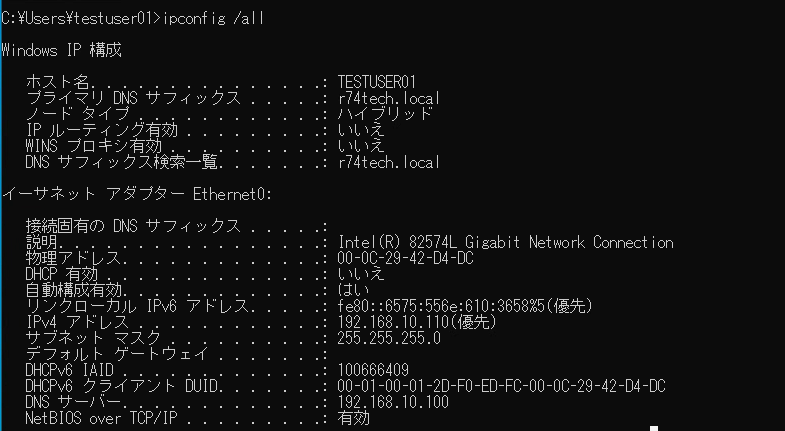 C:¥Users¥testuser01>ipconfig /all
Windows IP 構成
ホスト名. . . . . . . . . . . . . . .: TESTUSER01
プライマリ DNS サフィックス . . . . . .: r74tech.local
ノード タイプ . . . . . . . . . . . .: ハイブリッド
IP ルーティング有効 . . . . . . . . .: いいえ
WINS プロキシ有効 . . . . . . . . . .: いいえ
DNS サフィックス検索一覧. . . . . . .: r74tech.local
イーサネット アダプター Ethernet0:
接続固有の DNS サフィックス . . . . .:
説明. . . . . . . . . . . . . . . . .: Intel(R) 82574L Gigabit Network Connection
物理アドレス. . . . . . . . . . . . .: 00-0C-29-42-D4-DC
DHCP 有効 . . . . . . . . . . . . . .: いいえ
自動構成有効. . . . . . . . . . . . .: はい
リンクローカル IPv6 アドレス. . . . .: fe80::6575:556e:610:3658%5(優先)
IPv4 アドレス . . . . . . . . . . . .: 192.168.10.110(優先)
サブネット マスク . . . . . . . . . .: 255.255.255.0
デフォルト ゲートウェイ . . . . . . .:
DHCPv6 IAID . . . . . . . . . . . . .: 100666409
DHCPv6 クライアント DUID. . . . . . .: 00-01-00-01-2D-F0-ED-FC-00-0C-29-42-D4-DC
DNS サーバー. . . . . . . . . . . . .: 192.168.10.100
NetBIOS over TCP/IP . . . . . . . . .: 有効